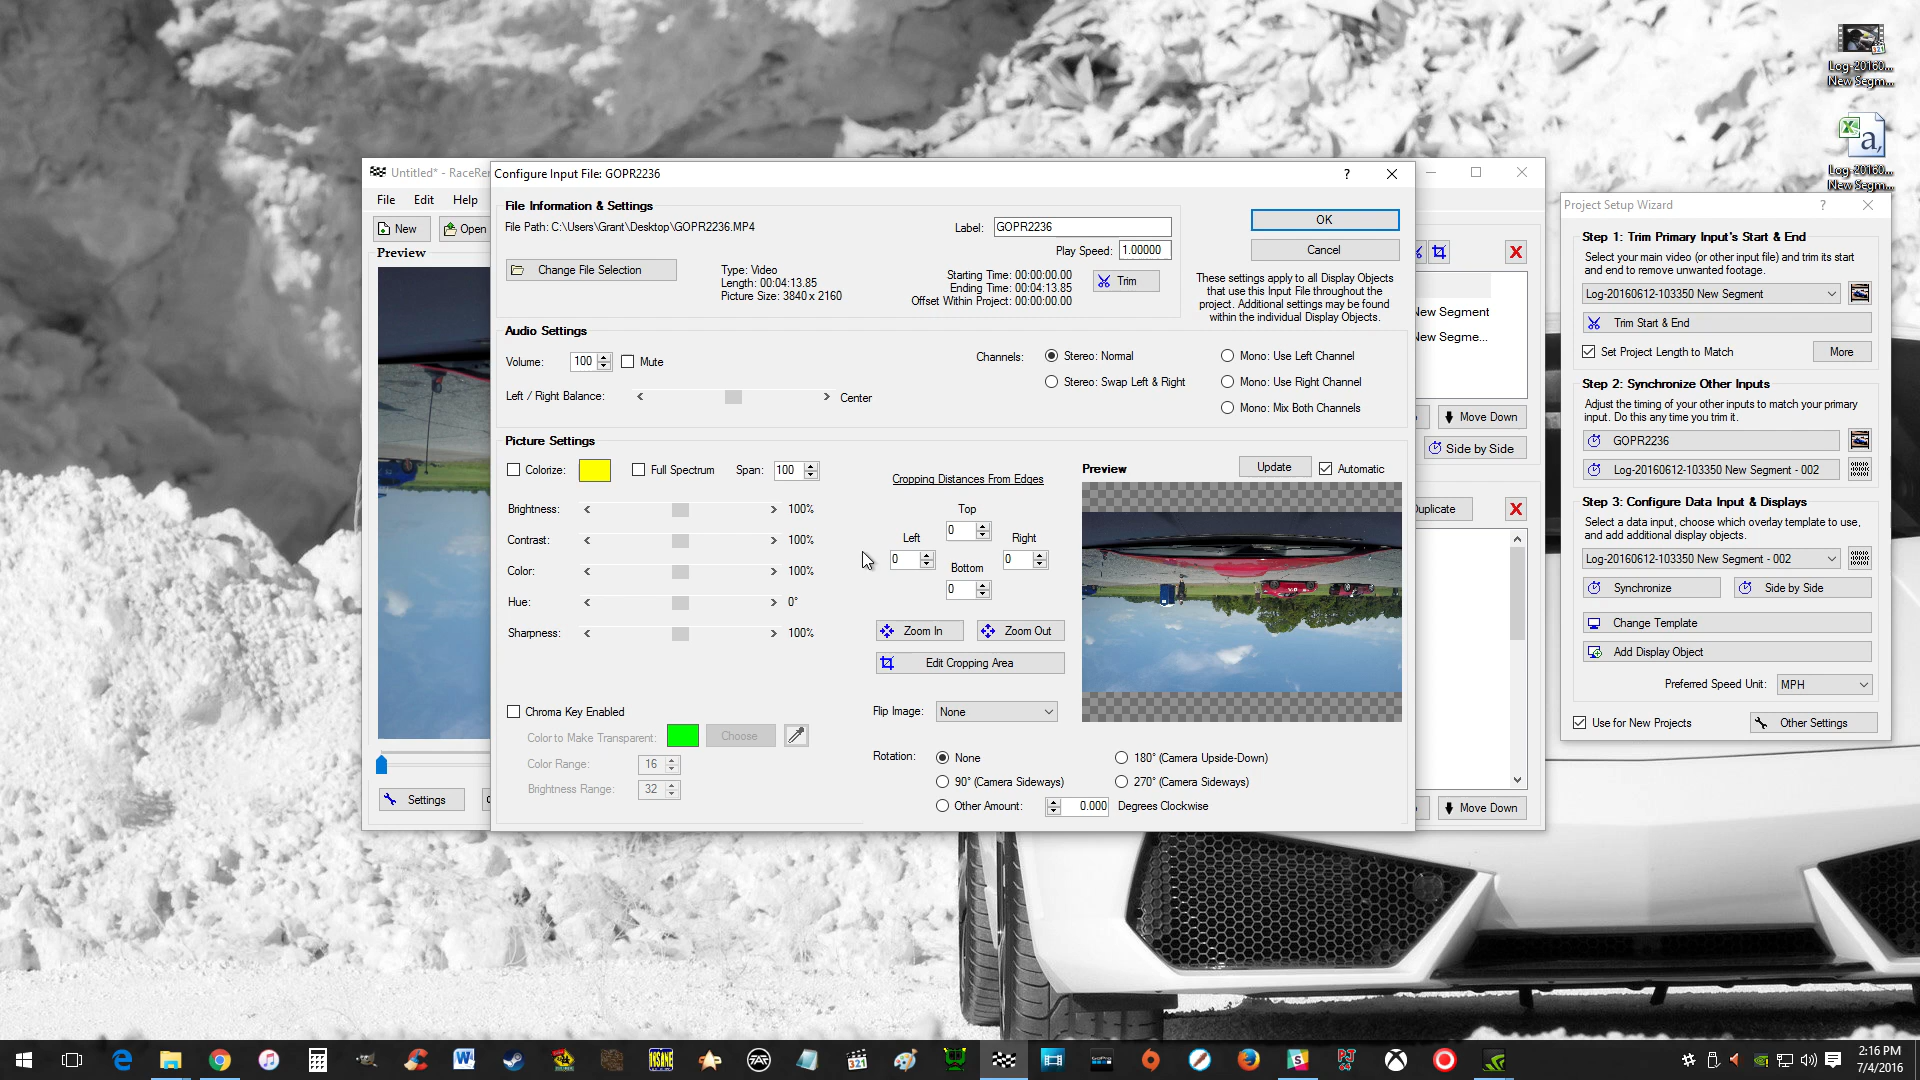 Log-20160...
New Segm...
Log-20160...
New Segm...
Untitled* - RaceRen
File Edit Help
New
Open
Preview
Settings
Configure Input File: GOPR2236
?
File Information & Settings
File Path: C:\Users\Grant\Desktop\GOPR2236.MP4
Label: GOPR2236
Play Speed: 1.00000
Change File Selection
Type: Video
Length: 00:04:13.85
Picture Size: 3840 x 2160
Starting Time: 00:00:00.00
Ending Time: 00:04:13.85
Offset Within Project: 00:00:00.00
Trim
OK
Cancel
These settings apply to all Display Objects
that use this Input File throughout the
project. Additional settings may be found
within the individual Display Objects.
Audio Settings
Volume: 100 Mute
Left / Right Balance: < > Center
Channels: Stereo: Normal
Stereo: Swap Left & Right
Mono: Use Left Channel
Mono: Use Right Channel
Mono: Mix Both Channels
Picture Settings
Colorize: Full Spectrum Span: 100
Brightness: < > 100%
Contrast: < > 100%
Color: < > 100%
Hue: < > 0°
Sharpness: < > 100%
Chroma Key Enabled
Color to Make Transparent: Choose
Color Range: 16
Brightness Range: 32
Cropping Distances From Edges
Top
0
Left
0
Right
0
Bottom
0
Zoom In
Zoom Out
Edit Cropping Area
Flip Image: None
Rotation: None
180° (Camera Upside-Down)
90° (Camera Sideways)
270° (Camera Sideways)
Other Amount: 0.000 Degrees Clockwise
Preview
Update
Automatic
New Segment
New Segme...
Move Down
Side by Side
uplicate
Move Down
Project Setup Wizard
?
Step 1: Trim Primary Input's Start & End
Select your main video (or other input file) and trim its start
and end to remove unwanted footage.
Log-20160612-103350 New Segment
Trim Start & End
Set Project Length to Match
More
Step 2: Synchronize Other Inputs
Adjust the timing of your other inputs to match your primary
input. Do this any time you trim it.
GOPR2236
Log-20160612-103350 New Segment - 002
Step 3: Configure Data Input & Displays
Select a data input, choose which overlay template to use,
and add additional display objects.
Log-20160612-103350 New Segment - 002
Synchronize
Side by Side
Change Template
Add Display Object
Preferred Speed Unit: MPH
Use for New Projects
Other Settings
2:16 PM
7/4/2016